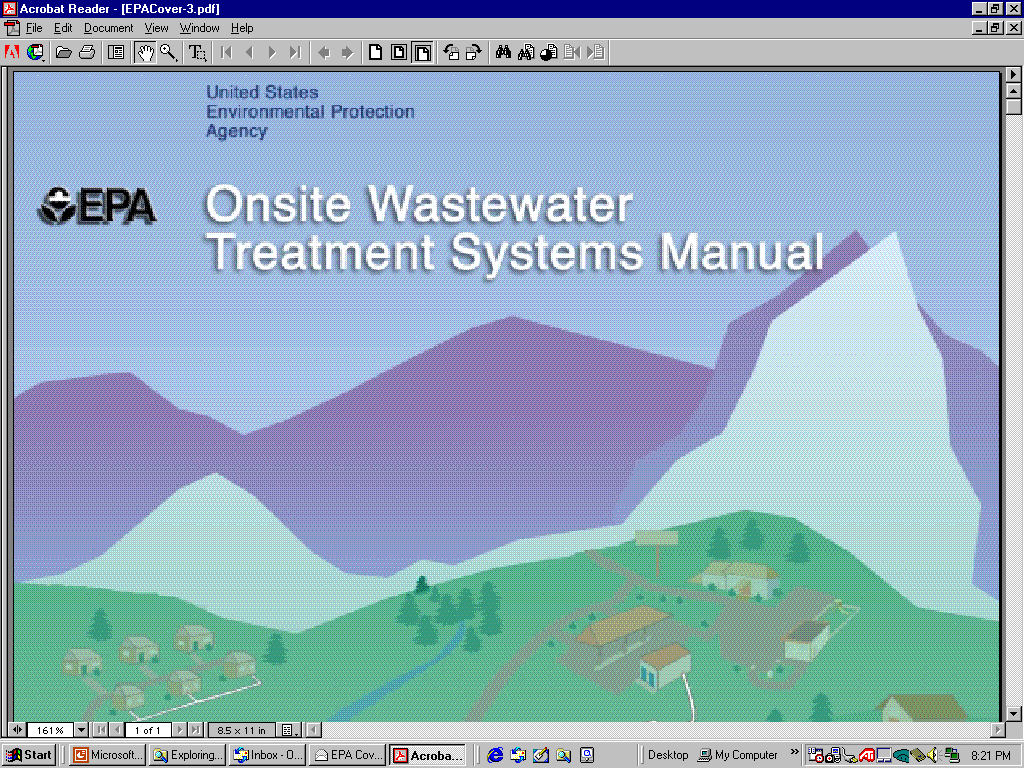 Acrobat Reader - [EPACover-3.pdf]
File Edit Document View Window Help
United States
Environmental Protection
Agency
EPA
Onsite Wastewater
Treatment Systems Manual
161% 1 of 1 8.5 x 11 in
Start Microsoft... Exploring... Inbox - O... EPA Cov... Acroba... Desktop My Computer » 8:21 PM